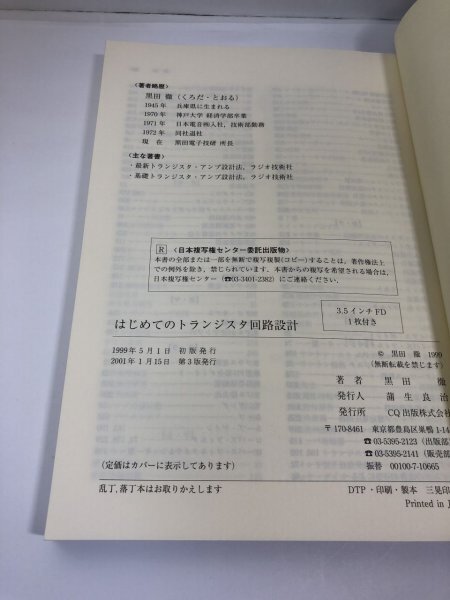 〈著者略歴〉
黒田 徹(くろだ・とおる)
1945年 兵庫県に生まれる
1970年 神戸大学 経済学部卒業
1971年 日本電音㈱入社,技術部勤務
1972年 同社退社
現 在 黒田電子技研 所長
〈主な著書〉
・最新トランジスタ・アンプ設計法,ラジオ技術社
・基礎トランジスタ・アンプ設計法,ラジオ技術社
R 〈日本複写権センター委託出版物〉
本書の全部または一部を無断で複写複製(コピー)することは,著作権法上
での例外を除き,禁じられています.本書からの複写を希望される場合は,
日本複写権センター(☎03-3401-2382)にご連絡ください.
はじめてのトランジスタ回路設計
3.5インチFD
1枚付き
1999年5月1日 初版発行
2001年1月15日 第3版発行
© 黒田 徹 1999
(無断転載を禁じます)
著者 黒田 徹
発行人 蒲生良治
発行所 CQ出版株式会
〒170-8461 東京都豊島区巣鴨1-14
☎03-5395-2123(出版部)
☎03-5395-2141(販売部
振替 00100-7-10665
(定価はカバーに表示してあります)
乱丁,落丁本はお取りかえします
DTP・印刷・製本 三晃印
Printed in J